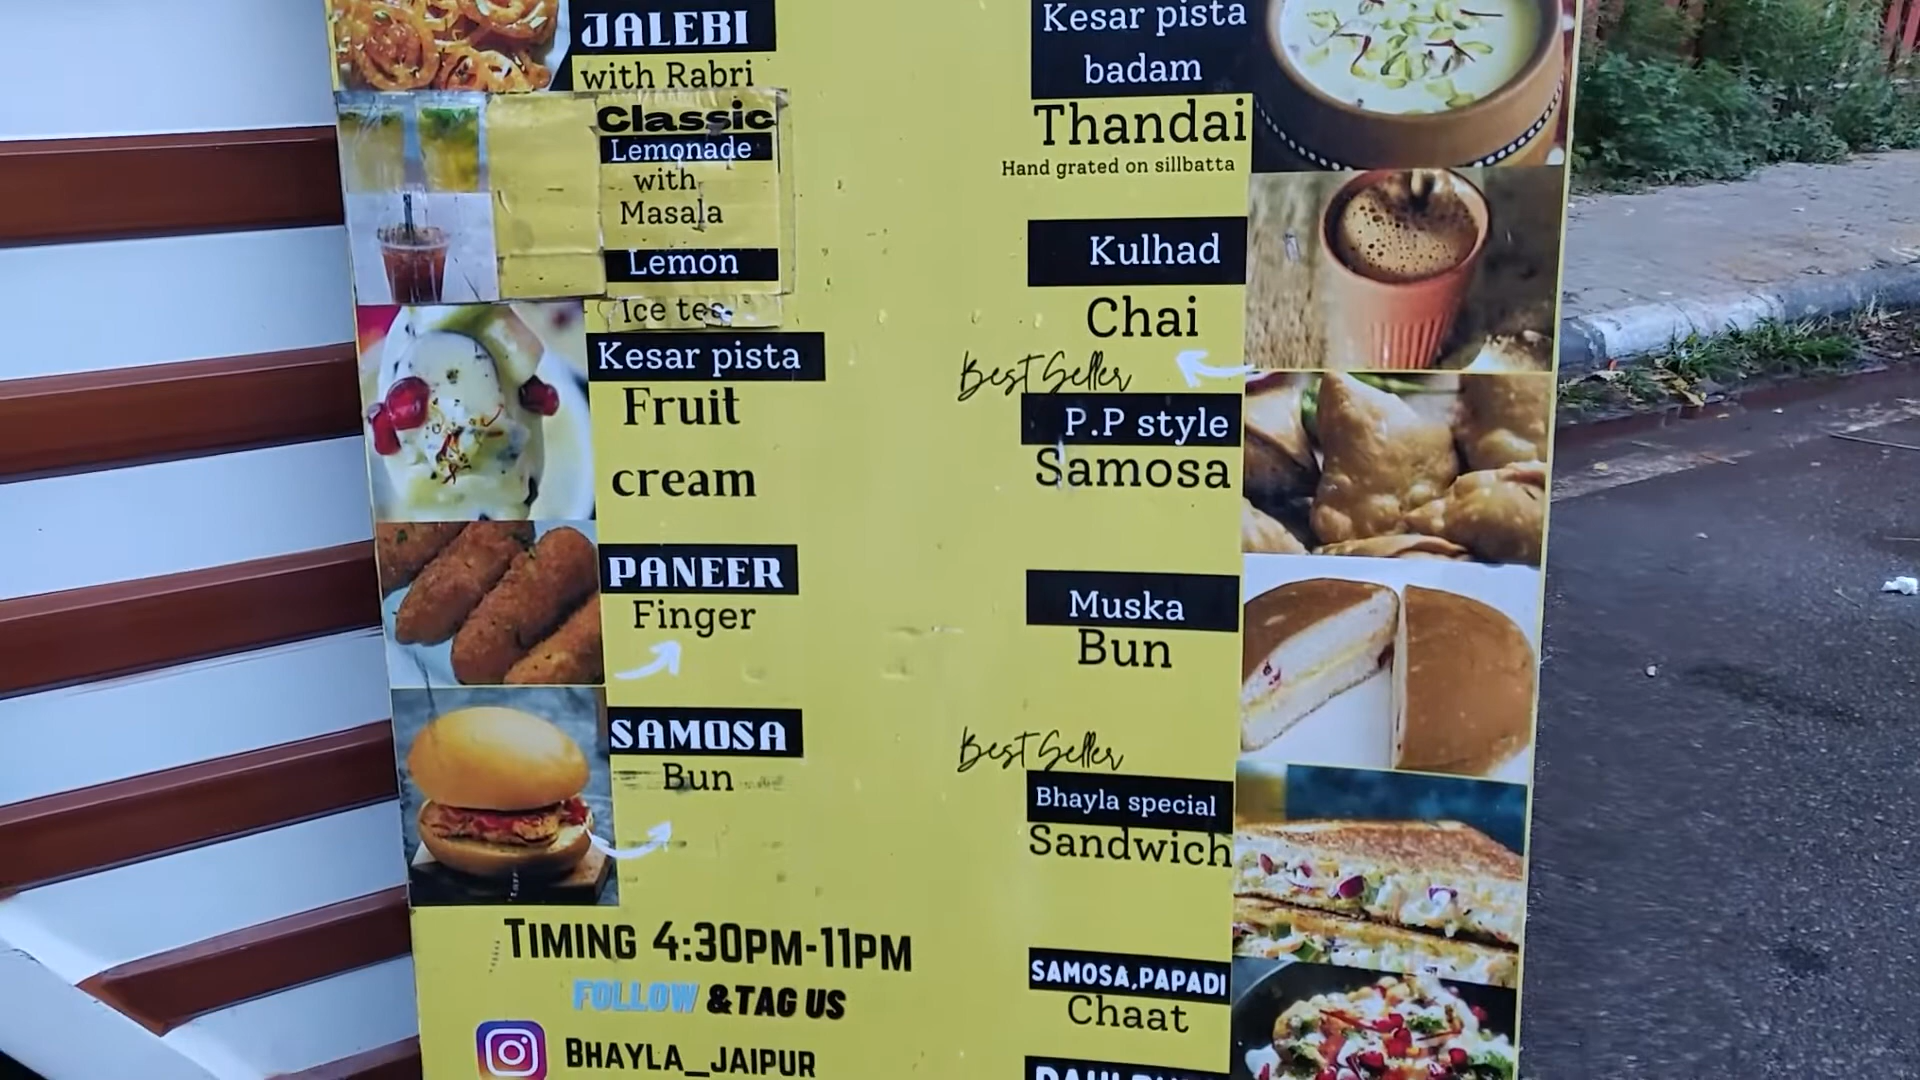 JALEBI
with Rabri
Classic
Lemonade
with
Masala
Lemon
Ice tea
Kesar pista
Fruit
cream
PANEER
Finger
SAMOSA
Bun
TIMING 4:30PM-11PM
FOLLOW & TAG US
BHAYLA_JAIPUR
Kesar pista
badam
Thandai
Hand grated on sillbatta
Kulhad
Chai
Best Seller
P.P style
Samosa
Muska
Bun
Best Seller
Bhayla special
Sandwich
SAMOSA,PAPADI
Chaat